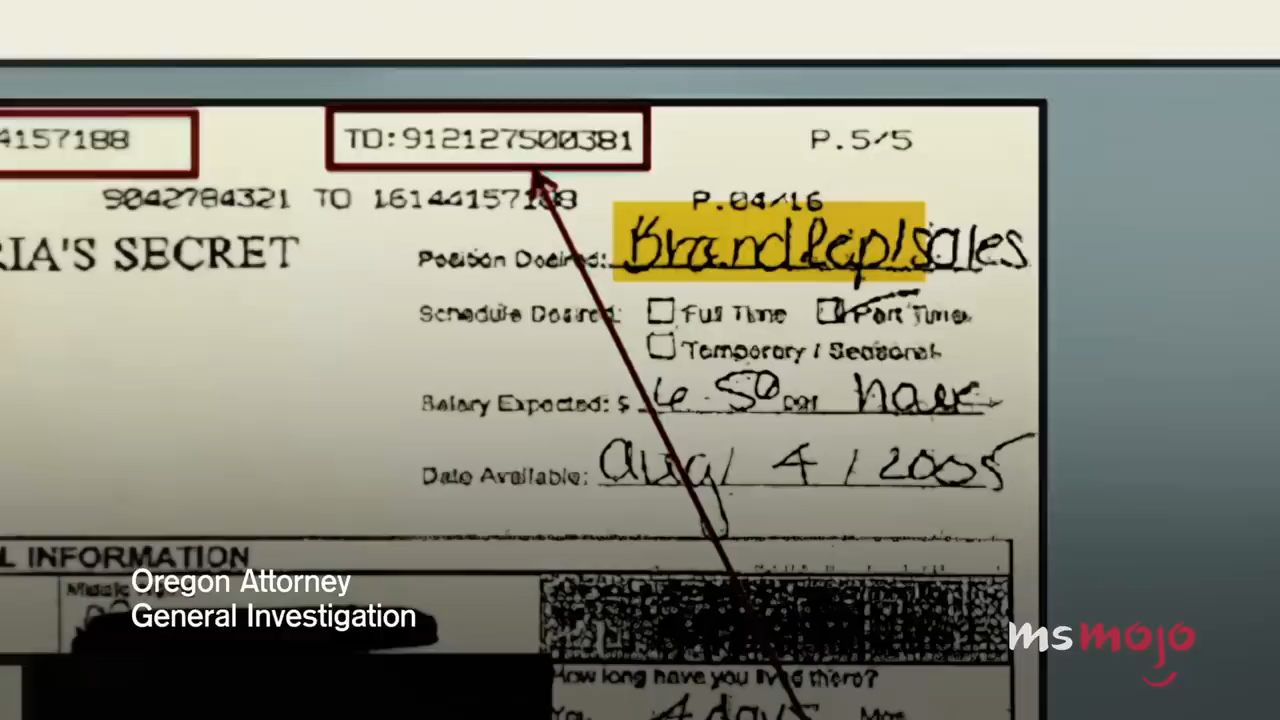 4157188 TO:912127500381 P.5/5
9042784321 TO 16144157188 P.04/16
RIA'S SECRET
Position Desired: Brand Rep/sales
Schedule Desired: Full Time Part Time
Temporary / Seasonal
Salary Expected: $ 6.50 per hour
Date Available: Aug/ 4 / 2005
L INFORMATION
Middle
Oregon Attorney
General Investigation
msmojo
How long have you lived there?
4 days Mos